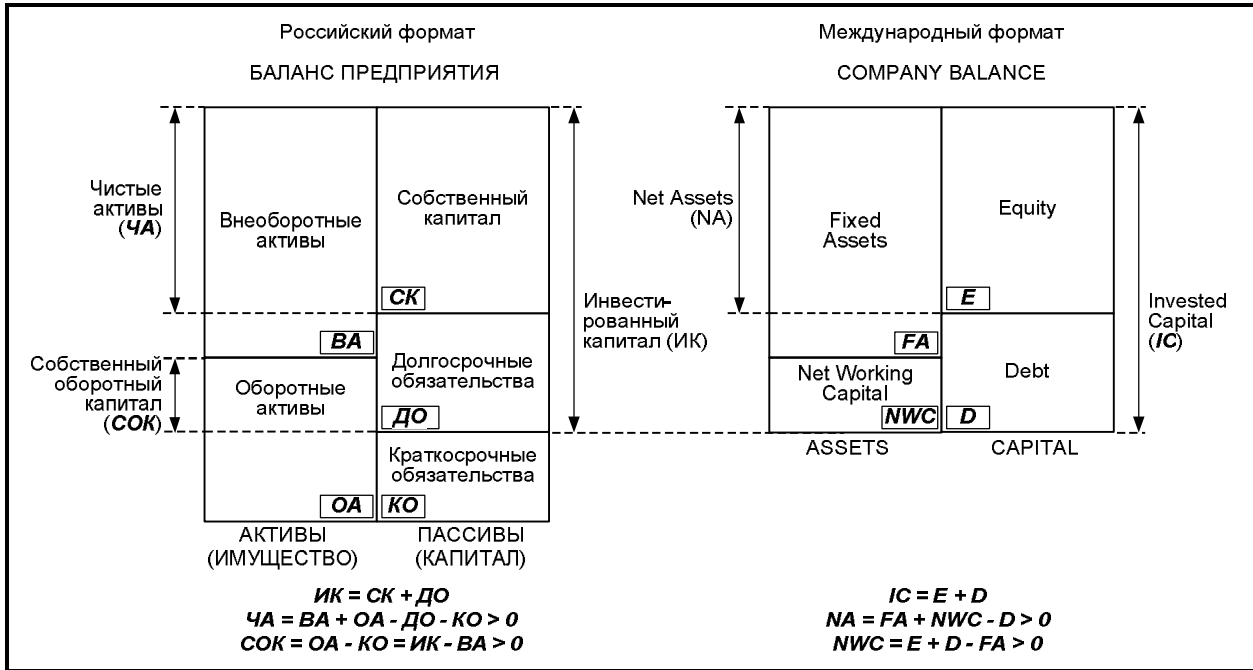 Российский формат
БАЛАНС ПРЕДПРИЯТИЯ
Чистые
активы
(ЧА)
Внеоборотные
активы
Собственный
капитал
СК
ВА
Собственный
оборотный
капитал
(СОК)
Оборотные
активы
Долгосрочные
обязательства
ДО
Инвести-
рованный
капитал (ИК)
Краткосрочные
обязательства
ОА
КО
АКТИВЫ
(ИМУЩЕСТВО)
ПАССИВЫ
(КАПИТАЛ)
ИК = СК + ДО
ЧА = ВА + ОА - ДО - КО > 0
СОК = ОА - КО = ИК - ВА > 0
Международный формат
COMPANY BALANCE
Net Assets
(NA)
Fixed
Assets
Equity
E
FA
Net Working
Capital
NWC
Debt
D
Invested
Capital
(IC)
ASSETS
CAPITAL
IC = E + D
NA = FA + NWC - D > 0
NWC = E + D - FA > 0